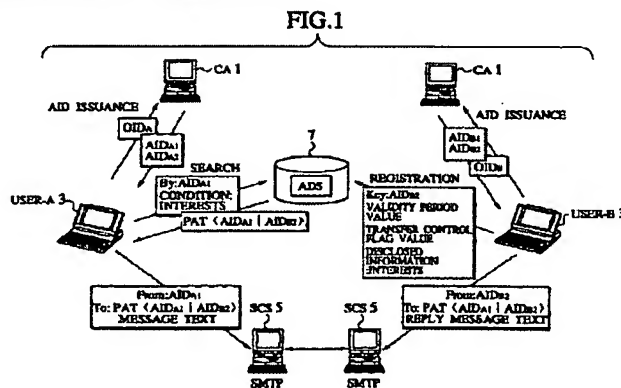 FIG.1
CA 1
CA 1
AID ISSUANCE
AID ISSUANCE
OIDA
AIDA1
AIDA2
AIDB1
AIDB2
OIDB
7
ADS
SEARCH
By:AIDA1
CONDITION:
INTERESTS
PAT <AIDA1 | AIDB2>
REGISTRATION
Key:AIDB2
VALIDITY PERIOD
VALUE
TRANSFER CONTROL
FLAG VALUE
DISCLOSED
INFORMATION
:INTERESTS
USER-A 3
USER-B 3
From:AIDA1
To: PAT <AIDA1 | AIDB2>
MESSAGE TEXT
From:AIDB2
To: PAT <AIDA1 | AIDB2>
REPLY MESSAGE TEXT
SCS 5
SCS 5
SMTP
SMTP